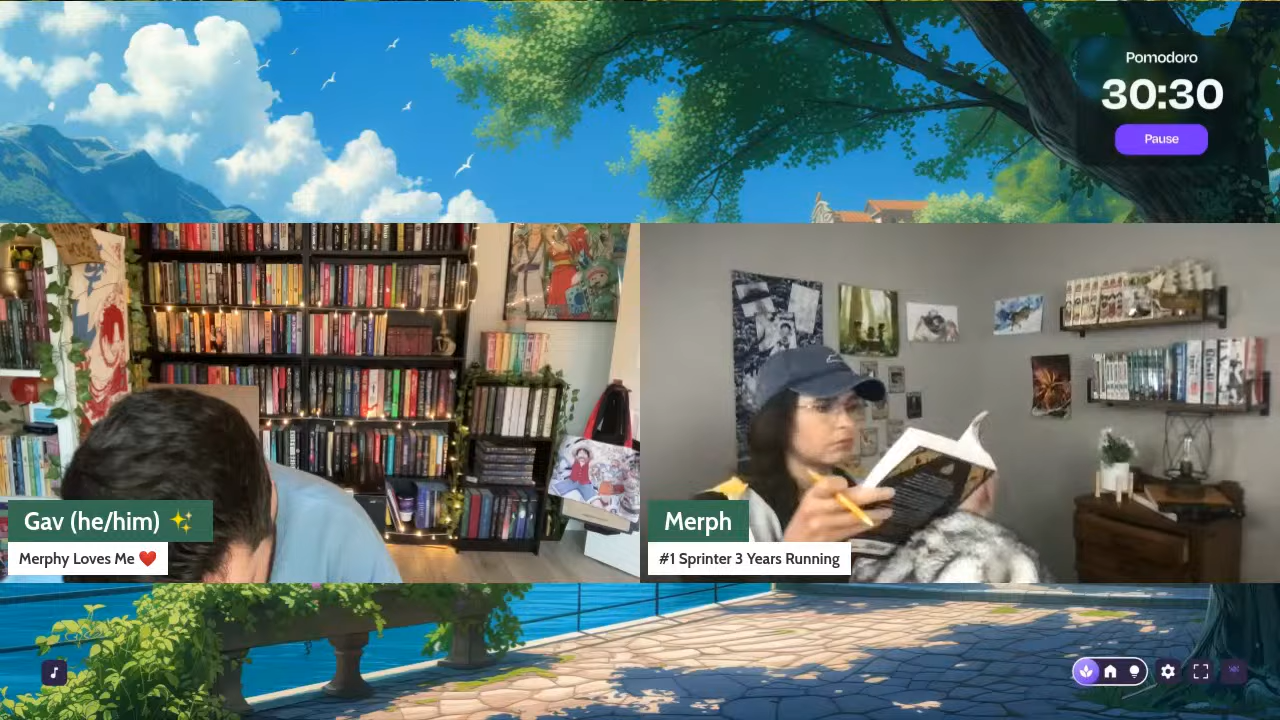 Pomodoro
30:30
Pause
Gav (he/him) ✨
Merphy Loves Me ❤️
Merph
#1 Sprinter 3 Years Running